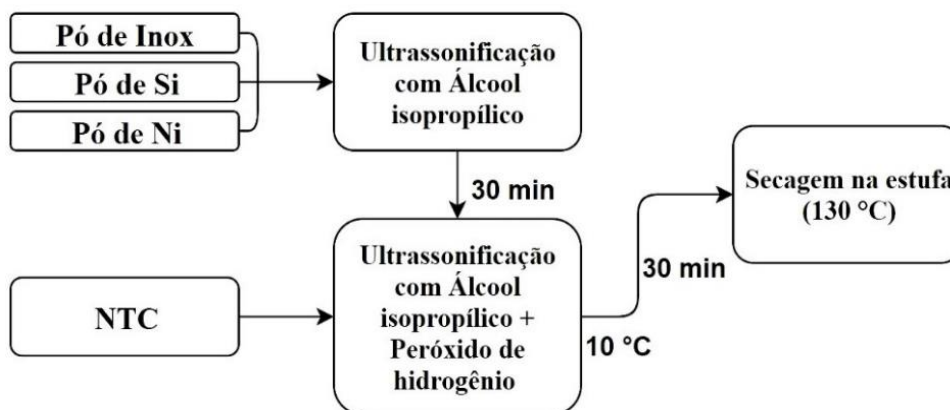 Pó de Inox
Pó de Si
Pó de Ni
Ultrassonificação
com Álcool
isopropílico
30 min
NTC
Ultrassonificação
com Álcool
isopropílico +
Peróxido de
hidrogênio
10 °C
30 min
Secagem na estufa
(130 °C)